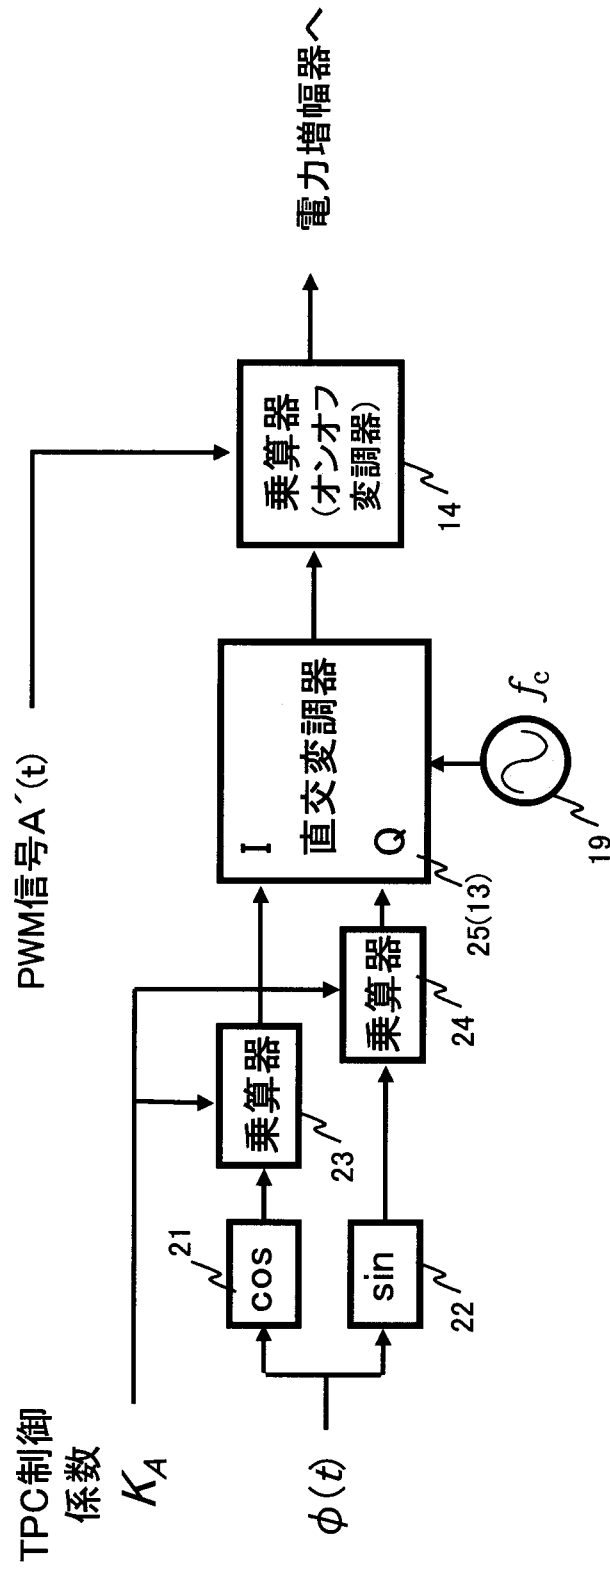 TPC制御
係数
K_A
PWM信号A´(t)
φ(t)
cos
21
sin
22
乗算器
23
乗算器
24
I
直交変調器
Q
25(13)
f_c
19
乗算器
(オンオフ
変調器)
14
電力増幅器へ